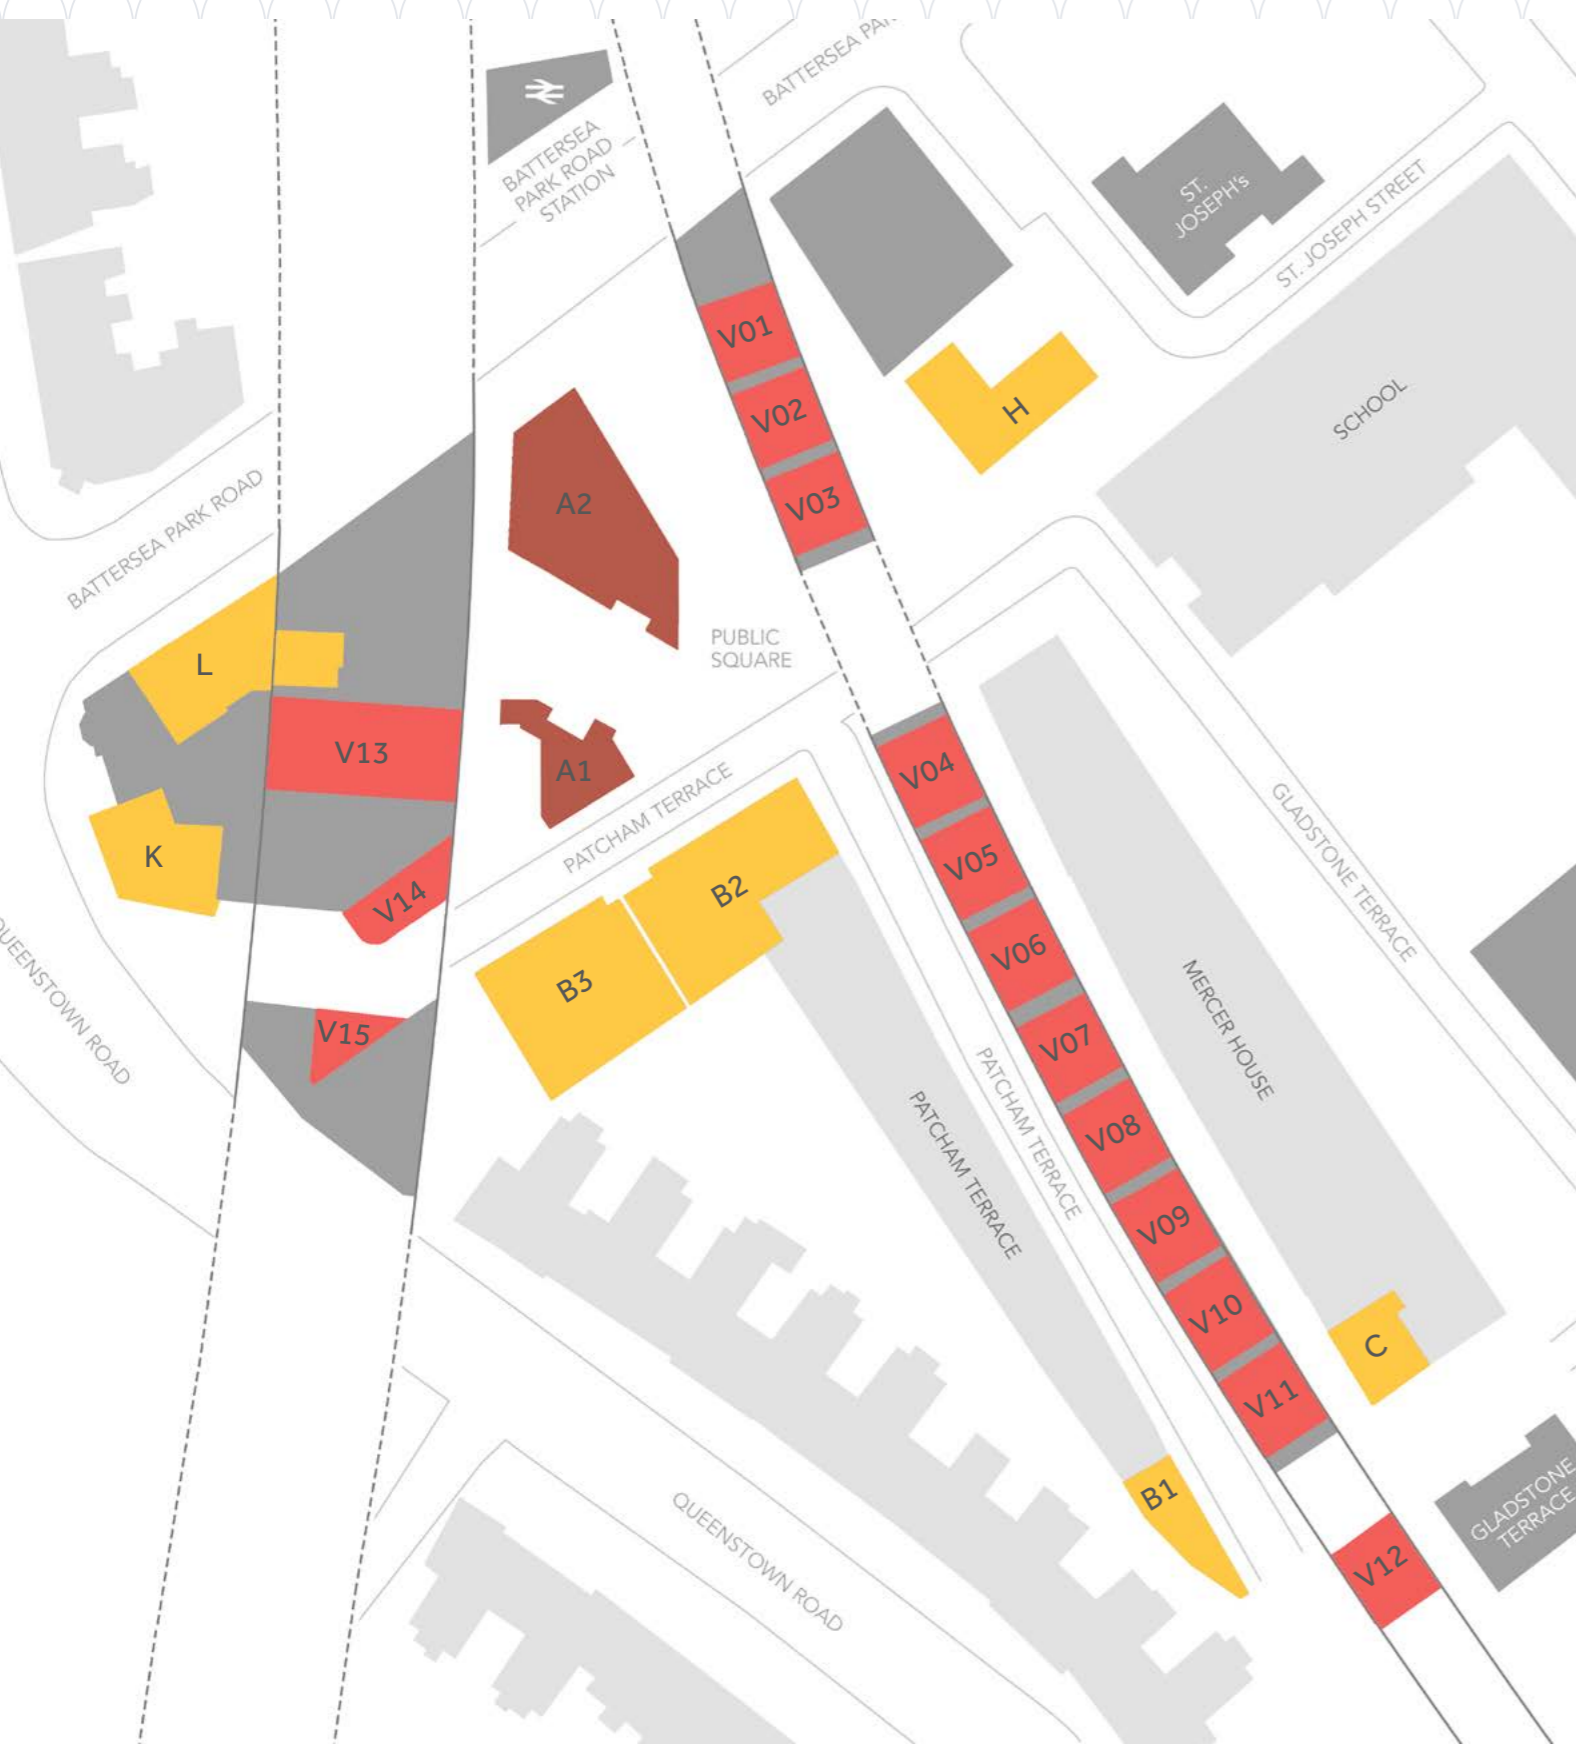 BATTERSEA
BATTERSEA
PARK ROAD
STATION
ST.
JOSEPH's
ST. JOSEPH STREET
V01
V02
V03
H
SCHOOL
A2
BATTERSEA PARK ROAD
PUBLIC
SQUARE
L
V13
A1
K
V14
V15
PATCHAM TERRACE
B2
B3
V04
V05
V06
V07
V08
V09
V10
V11
V12
GLADSTONE TERRACE
MERCER HOUSE
PATCHAM TERRACE
PATCHAM TERRACE
QUEENSTOWN ROAD
C
B1
GLADSTONE
TERRACE
QUEENSTOWN ROAD